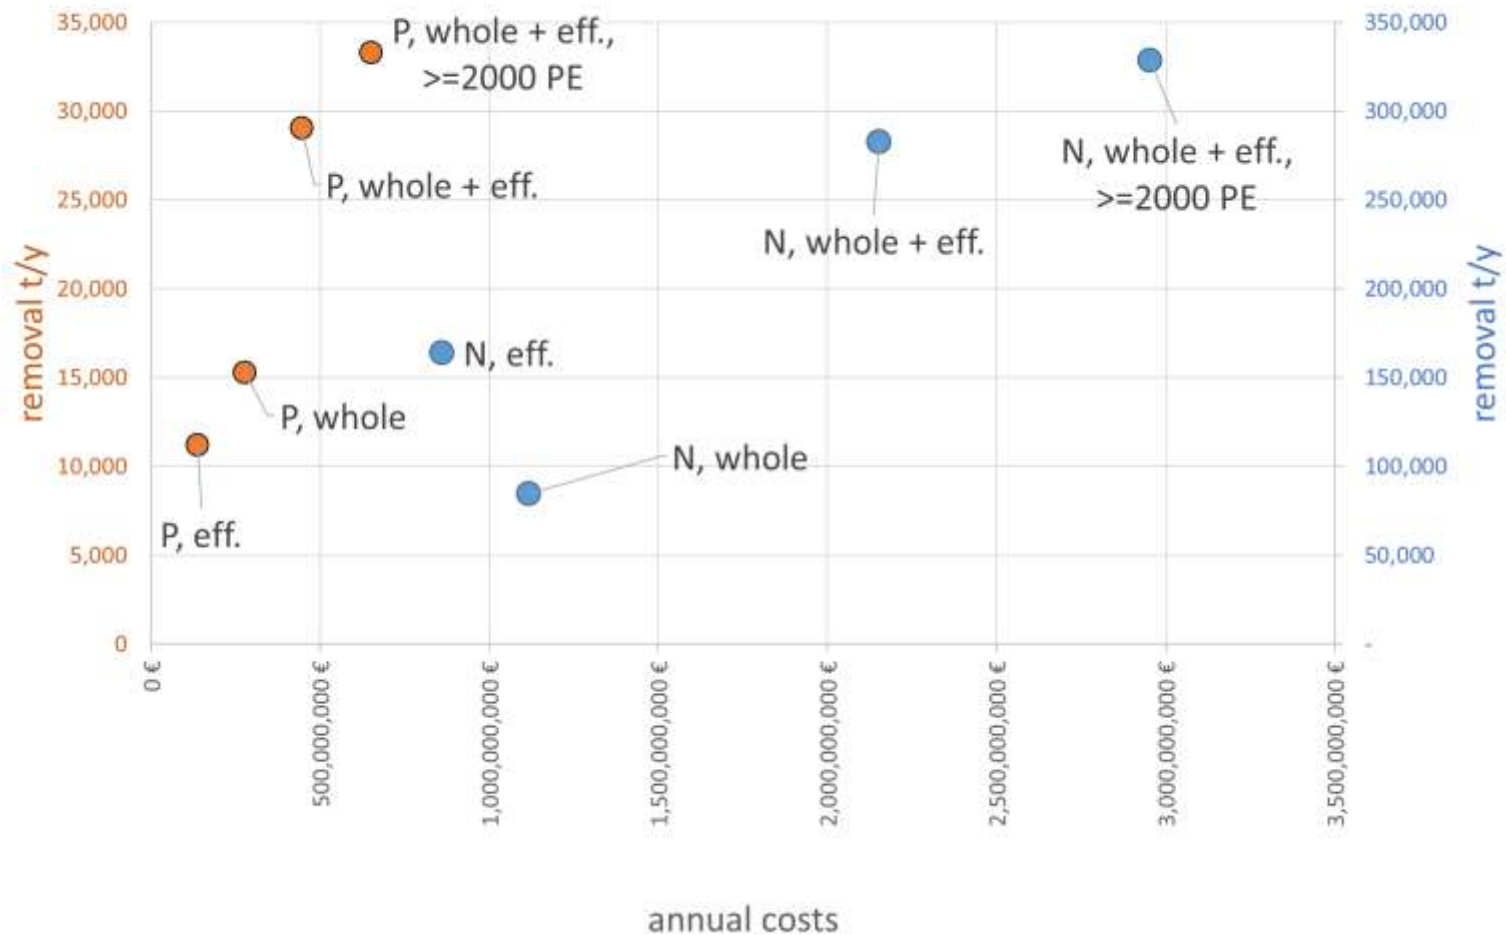 35,000
30,000
25,000
20,000
15,000
10,000
5,000
0
removal t/y
350,000
300,000
250,000
200,000
150,000
100,000
50,000
-
removal t/y
P, whole + eff.,
>=2000 PE
P, whole + eff.
P, whole
P, eff.
N, eff.
N, whole
N, whole + eff.
N, whole + eff.,
>=2000 PE
0 €
500,000,000 €
1,000,000,000 €
1,500,000,000 €
2,000,000,000 €
2,500,000,000 €
3,000,000,000 €
3,500,000,000 €
annual costs